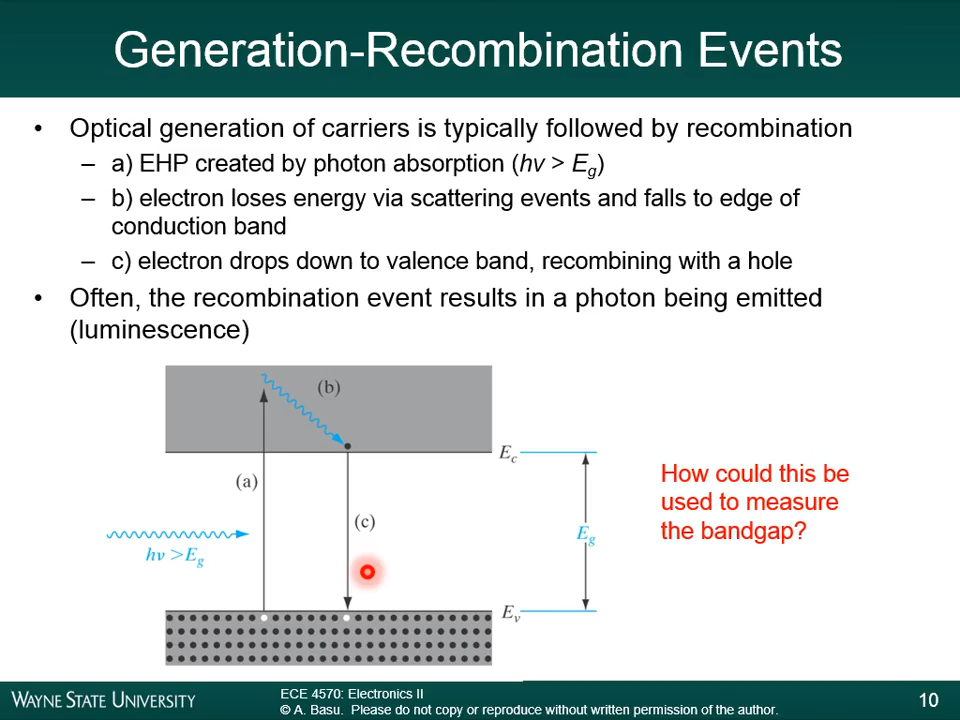 Generation-Recombination Events
• Optical generation of carriers is typically followed by recombination
– a) EHP created by photon absorption (hv > Eg)
– b) electron loses energy via scattering events and falls to edge of
conduction band
– c) electron drops down to valence band, recombining with a hole
• Often, the recombination event results in a photon being emitted
(luminescence)
(b)
Ec
(a)
(c)
hν >Eg
Eg
Ev
How could this be
used to measure
the bandgap?
WAYNE STATE UNIVERSITY
ECE 4570: Electronics II
© A. Basu. Please do not copy or reproduce without written permission of the author.
10